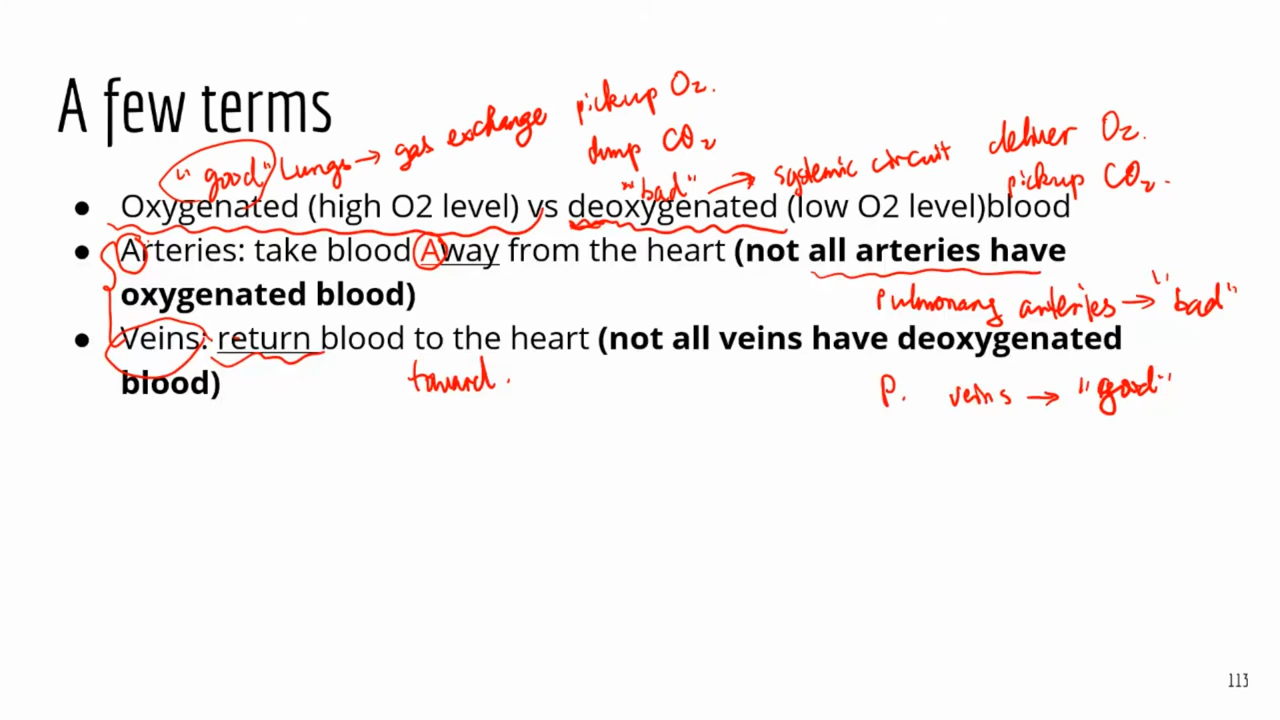 A few terms
pickup O2.
"good" Lungs → gas exchange
dump CO2
deliver O2.
"bad" → systemic circuit
pickup CO2.
● Oxygenated (high O2 level) vs deoxygenated (low O2 level)blood
● Arteries: take blood Away from the heart (not all arteries have
oxygenated blood)
Pulmonary arteries → "bad"
● Veins: return blood to the heart (not all veins have deoxygenated
blood)
toward.
P. veins → "good"
113